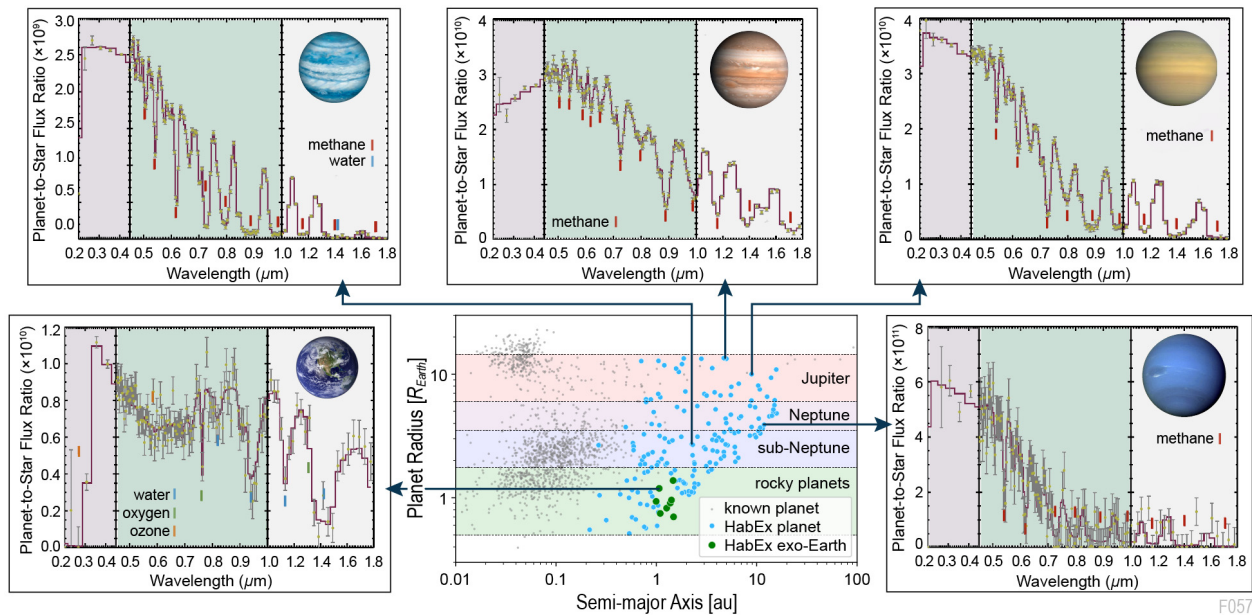 Planet-to-Star Flux Ratio (×10⁹)
3.0
2.5
2.0
2.5
1.0
0.5
0.0
methane
water
0.2 0.3 0.4 0.5 0.6 0.7 0.8 0.9 1.0 1.2 1.4 1.6 1.8
Wavelength (µm)
Planet-to-Star Flux Ratio (×10¹⁰)
4
3
2
1
0
methane
0.2 0.3 0.4 0.5 0.6 0.7 0.8 0.9 1.0 1.2 1.4 1.6 1.8
Wavelength (µm)
Planet-to-Star Flux Ratio (×10¹⁰)
4
3
2
1
0
methane
0.2 0.3 0.4 0.5 0.6 0.7 0.8 0.9 1.0 1.2 1.4 1.6 1.8
Wavelength (µm)
Planet-to-Star Flux Ratio (×10¹⁰)
1.2
1.0
0.8
0.6
0.4
0.2
0.0
water
oxygen
ozone
0.2 0.3 0.4 0.5 0.6 0.7 0.8 0.9 1.0 1.2 1.4 1.6 1.8
Wavelength (µm)
Planet Radius [R_Earth]
10
1
Jupiter
Neptune
sub-Neptune
rocky planets
known planet
HabEx planet
HabEx exo-Earth
0.01 0.1 1 10 100
Semi-major Axis [au]
Planet-to-Star Flux Ratio (×10¹¹)
8
6
4
2
0
methane
0.2 0.3 0.4 0.5 0.6 0.7 0.8 0.9 1.0 1.2 1.4 1.6 1.8
Wavelength (µm)
F057